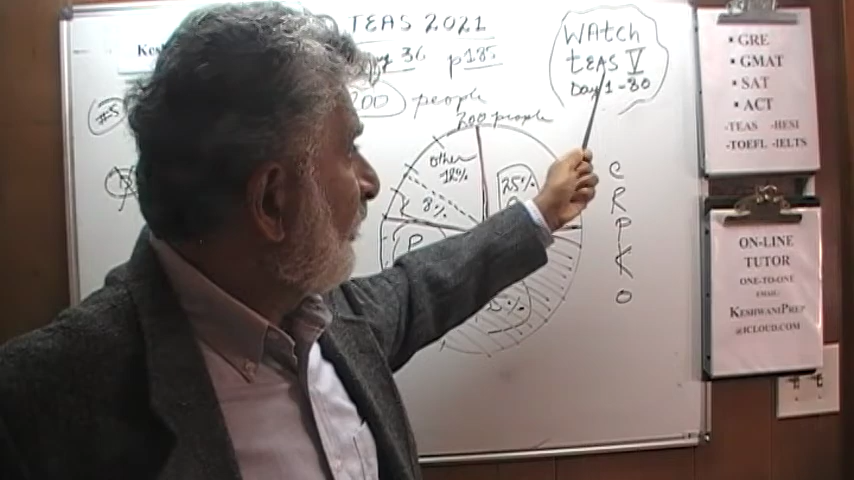 TEAS 2021
36 p185
#5
200 people
200 people
other
12%
8%
25%
WAtch
tEAS V
Day 1-30
C
R
P
K
O
• GRE
• GMAT
• SAT
• ACT
-TEAS -HESI
-TOEFL -IELTS
ON-LINE
TUTOR
ONE-TO-ONE
EMAIL:
KESHWANIPREP
@ICLOUD.COM